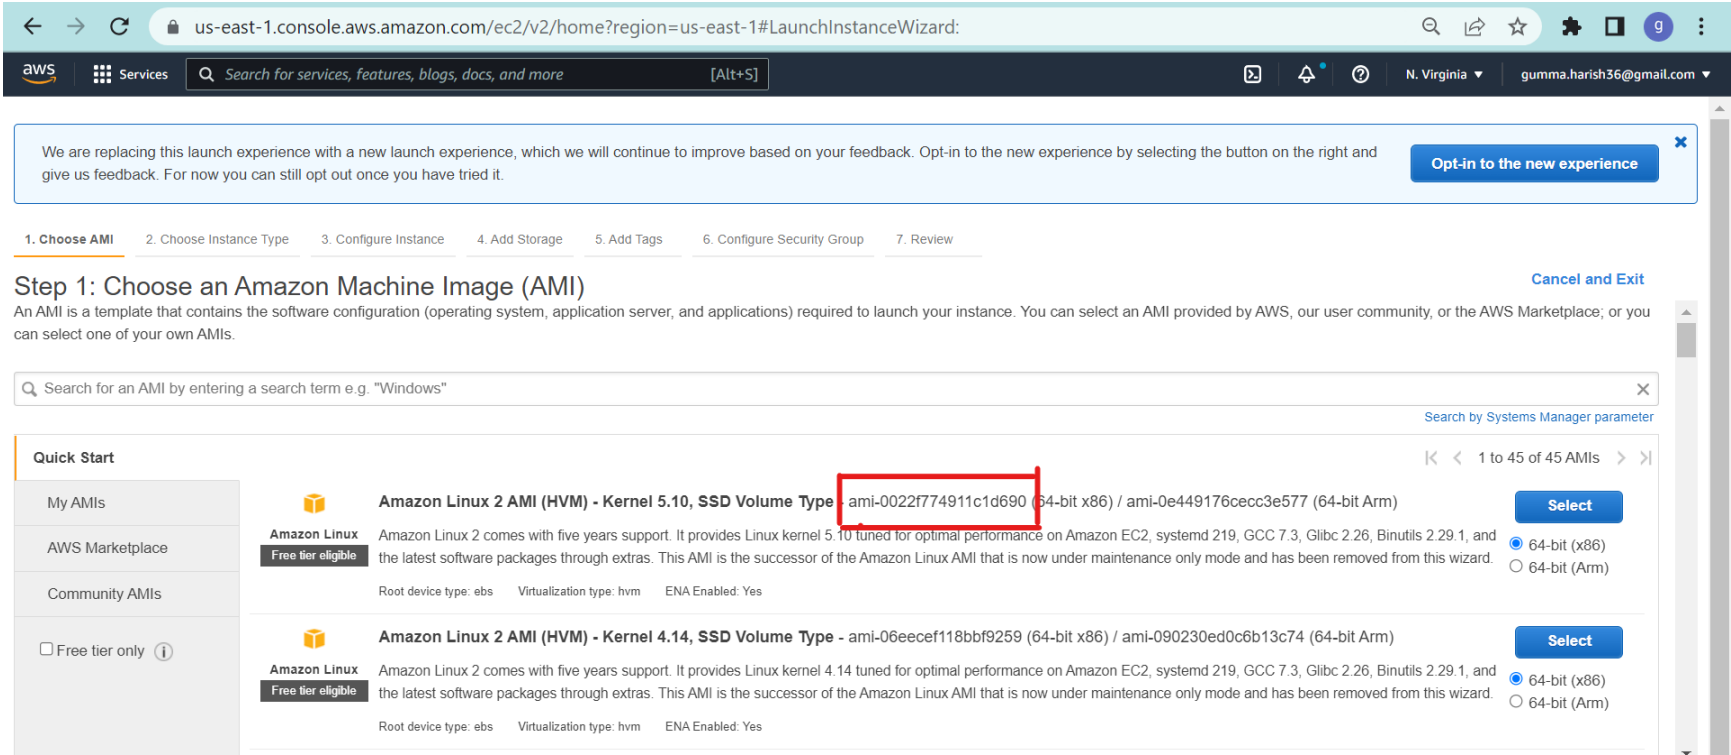 us-east-1.console.aws.amazon.com/ec2/v2/home?region=us-east-1#LaunchInstanceWizard:
g
aws
Services
Search for services, features, blogs, docs, and more
[Alt+S]
N. Virginia
gumma.harish36@gmail.com
We are replacing this launch experience with a new launch experience, which we will continue to improve based on your feedback. Opt-in to the new experience by selecting the button on the right and
give us feedback. For now you can still opt out once you have tried it.
Opt-in to the new experience
1. Choose AMI
2. Choose Instance Type
3. Configure Instance
4. Add Storage
5. Add Tags
6. Configure Security Group
7. Review
Step 1: Choose an Amazon Machine Image (AMI)
Cancel and Exit
An AMI is a template that contains the software configuration (operating system, application server, and applications) required to launch your instance. You can select an AMI provided by AWS, our user community, or the AWS Marketplace; or you
can select one of your own AMIs.
Search for an AMI by entering a search term e.g. "Windows"
Search by Systems Manager parameter
Quick Start
1 to 45 of 45 AMIs
My AMIs
AWS Marketplace
Community AMIs
Free tier only
Amazon Linux
Free tier eligible
Amazon Linux 2 AMI (HVM) - Kernel 5.10, SSD Volume Type - ami-0022f774911c1d690 (64-bit x86) / ami-0e449176cecc3e577 (64-bit Arm)
Amazon Linux 2 comes with five years support. It provides Linux kernel 5.10 tuned for optimal performance on Amazon EC2, systemd 219, GCC 7.3, Glibc 2.26, Binutils 2.29.1, and
the latest software packages through extras. This AMI is the successor of the Amazon Linux AMI that is now under maintenance only mode and has been removed from this wizard.
Root device type: ebs
Virtualization type: hvm
ENA Enabled: Yes
Select
64-bit (x86)
64-bit (Arm)
Amazon Linux
Free tier eligible
Amazon Linux 2 AMI (HVM) - Kernel 4.14, SSD Volume Type - ami-06eecef118bbf9259 (64-bit x86) / ami-090230ed0c6b13c74 (64-bit Arm)
Amazon Linux 2 comes with five years support. It provides Linux kernel 4.14 tuned for optimal performance on Amazon EC2, systemd 219, GCC 7.3, Glibc 2.26, Binutils 2.29.1, and
the latest software packages through extras. This AMI is the successor of the Amazon Linux AMI that is now under maintenance only mode and has been removed from this wizard.
Root device type: ebs
Virtualization type: hvm
ENA Enabled: Yes
Select
64-bit (x86)
64-bit (Arm)